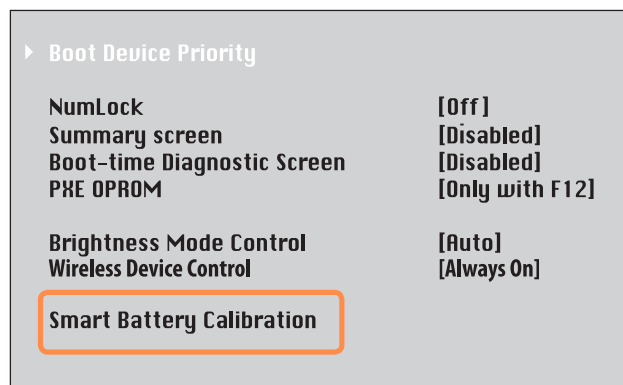 Boot Device Priority
NumLock [Off]
Summary screen [Disabled]
Boot-time Diagnostic Screen [Disabled]
PXE OPROM [Only with F12]
Brightness Mode Control [Auto]
Wireless Device Control [Always On]
Smart Battery Calibration